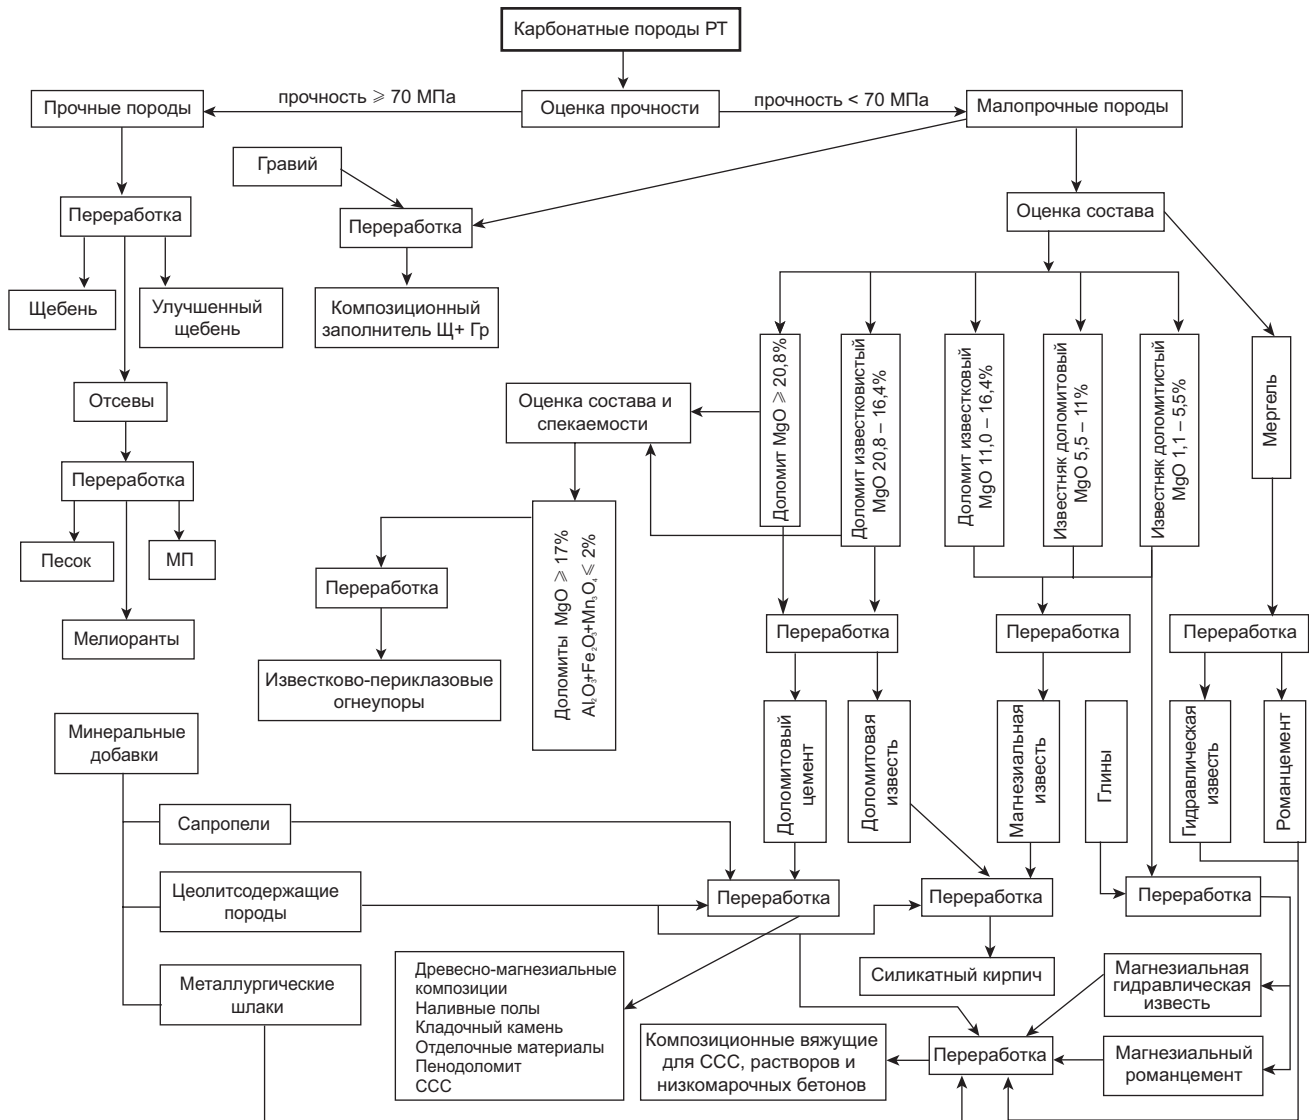 Карбонатные породы РТ
Прочные породы
прочность ⩾ 70 МПа
Оценка прочности
прочность < 70 МПа
Малопрочные породы
Гравий
Переработка
Переработка
Оценка состава
Щебень
Улучшенный
щебень
Композиционный
заполнитель Щ+ Гр
Отсевы
Оценка состава и
спекаемости
Доломит MgO ⩾ 20,8%
Доломит известковистый
MgO 20,8 – 16,4%
Доломит известковый
MgO 11,0 – 16,4%
Известняк доломитовый
MgO 5,5 – 11%
Известняк доломитистый
MgO 1,1 – 5,5%
Мергель
Переработка
Песок
МП
Мелиоранты
Переработка
Доломиты MgO ⩾ 17%
Al₂O₃+Fe₂O₃+Mn₃O₄ ⩽ 2%
Известково-периклазовые
огнеупоры
Переработка
Переработка
Переработка
Минеральные
добавки
Доломитовый
цемент
Доломитовая
известь
Магнезиальная
известь
Глины
Гидравлическая
известь
Романцемент
Сапропели
Цеолитсодержащие
породы
Переработка
Переработка
Переработка
Металлургические
шлаки
Древесно-магнезиальные
композиции
Наливные полы
Кладочный камень
Отделочные материалы
Пенодоломит
ССС
Силикатный кирпич
Магнезиальная
гидравлическая
известь
Композиционные вяжущие
для ССС, растворов и
низкомарочных бетонов
Переработка
Магнезиальный
романцемент